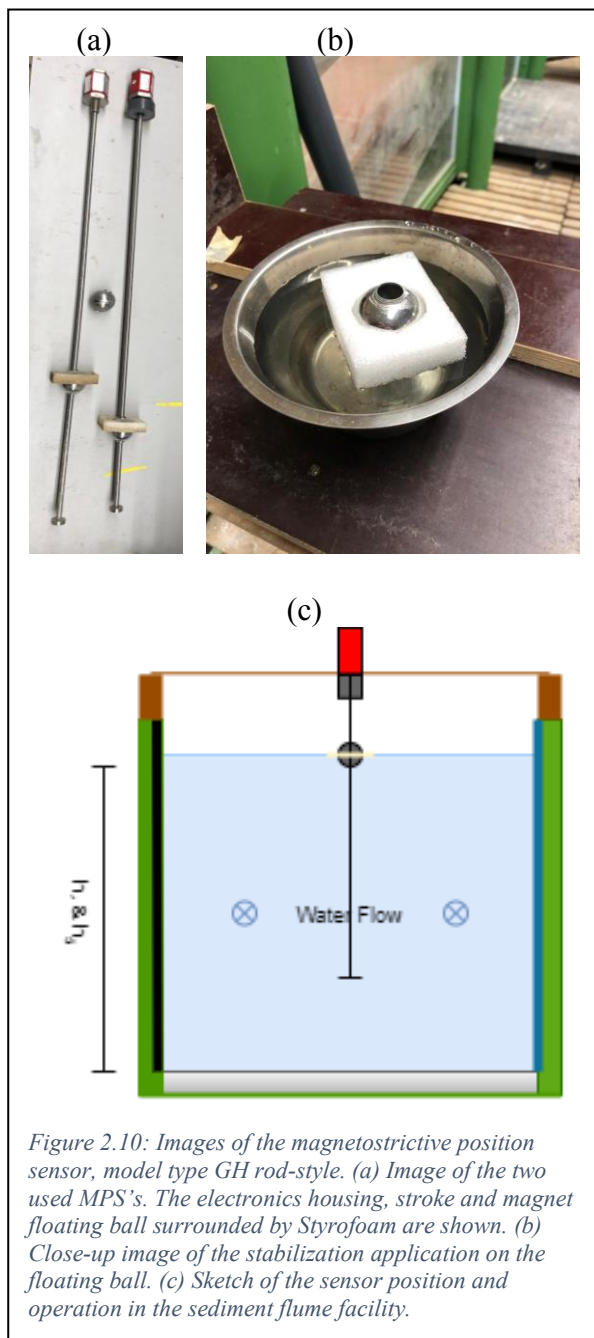 (a) (b)
(c)
Water Flow
Figure 2.10: Images of the magnetostrictive position
sensor, model type GH rod-style. (a) Image of the two
used MPS's. The electronics housing, stroke and magnet
floating ball surrounded by Styrofoam are shown. (b)
Close-up image of the stabilization application on the
floating ball. (c) Sketch of the sensor position and
operation in the sediment flume facility.